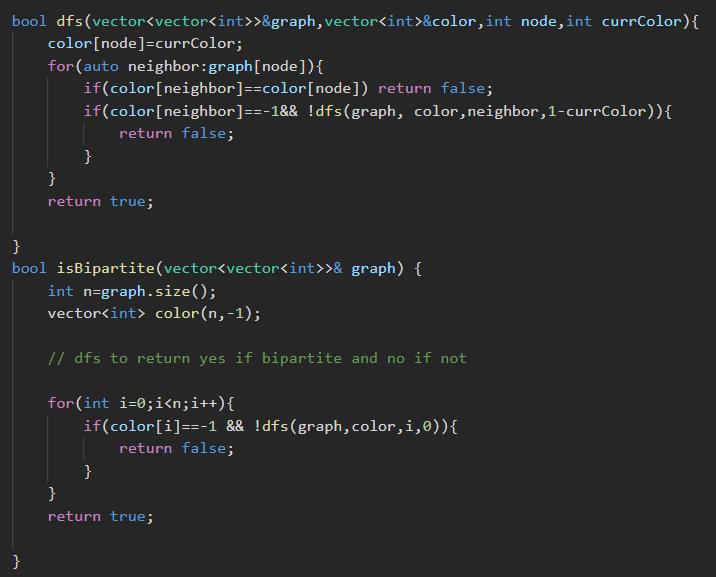 bool dfs(vector<vector<int>>&graph,vector<int>&color,int node,int currColor){
    color[node]=currColor;
    for(auto neighbor:graph[node]){
        if(color[neighbor]==color[node]) return false;
        if(color[neighbor]==-1&& !dfs(graph, color,neighbor,1-currColor)){
            return false;
        }
    }
    return true;
}
bool isBipartite(vector<vector<int>>& graph) {
    int n=graph.size();
    vector<int> color(n,-1);
    // dfs to return yes if bipartite and no if not
    for(int i=0;i<n;i++){
        if(color[i]==-1 && !dfs(graph,color,i,0)){
            return false;
        }
    }
    return true;
}